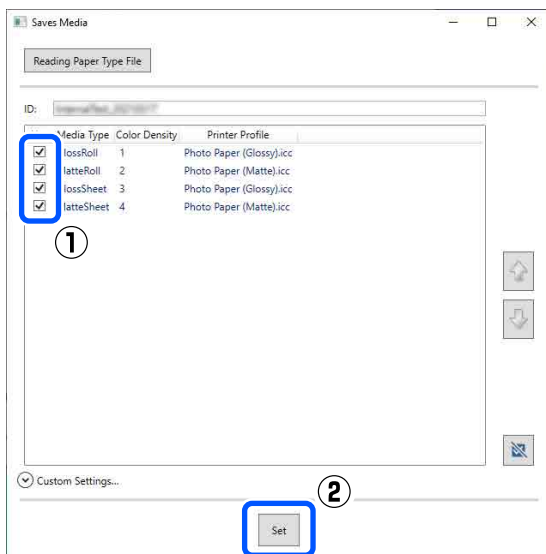 Saves Media
Reading Paper Type File
ID:
Media Type Color Density Printer Profile
lossRoll 1 Photo Paper (Glossy).icc
latteRoll 2 Photo Paper (Matte).icc
lossSheet 3 Photo Paper (Glossy).icc
latteSheet 4 Photo Paper (Matte).icc
①
Custom Settings...
②
Set